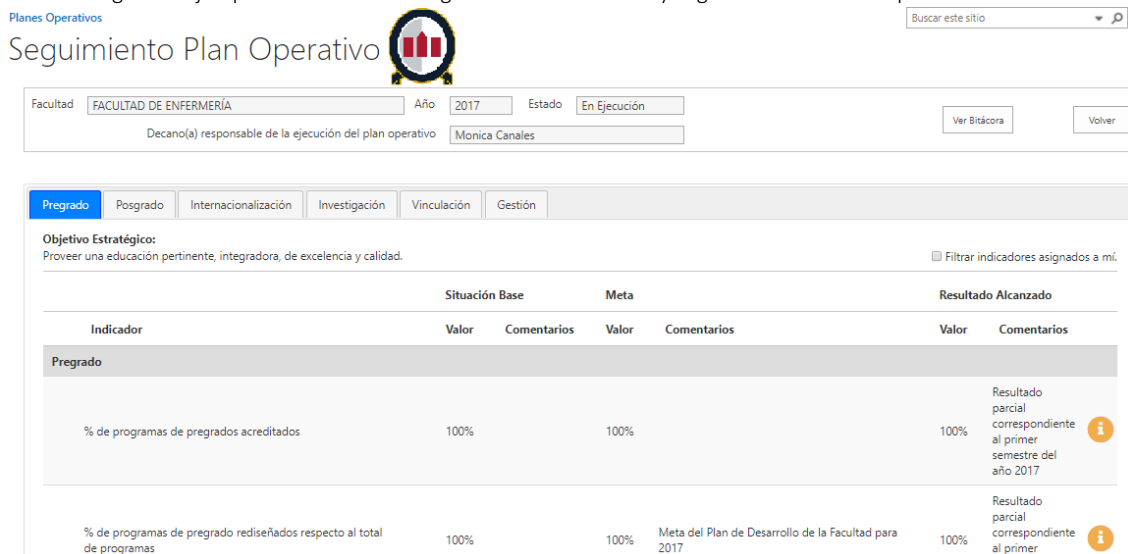 Planes Operativos
Buscar este sitio
Seguimiento Plan Operativo
Facultad FACULTAD DE ENFERMERÍA Año 2017 Estado En Ejecución
Ver Bitácora Volver
Decano(a) responsable de la ejecución del plan operativo Monica Canales
Pregrado Posgrado Internacionalización Investigación Vinculación Gestión
Objetivo Estratégico:
Proveer una educación pertinente, integradora, de excelencia y calidad.
Filtrar indicadores asignados a mí.
Situación Base Meta Resultado Alcanzado
Indicador Valor Comentarios Valor Comentarios Valor Comentarios
Pregrado
% de programas de pregrados acreditados 100% 100% 100%
Resultado
parcial
correspondiente
al primer
semestre del
año 2017
% de programas de pregrado rediseñados respecto al total
de programas
100% 100%
Meta del Plan de Desarrollo de la Facultad para
2017
100%
Resultado
parcial
correspondiente
al primer